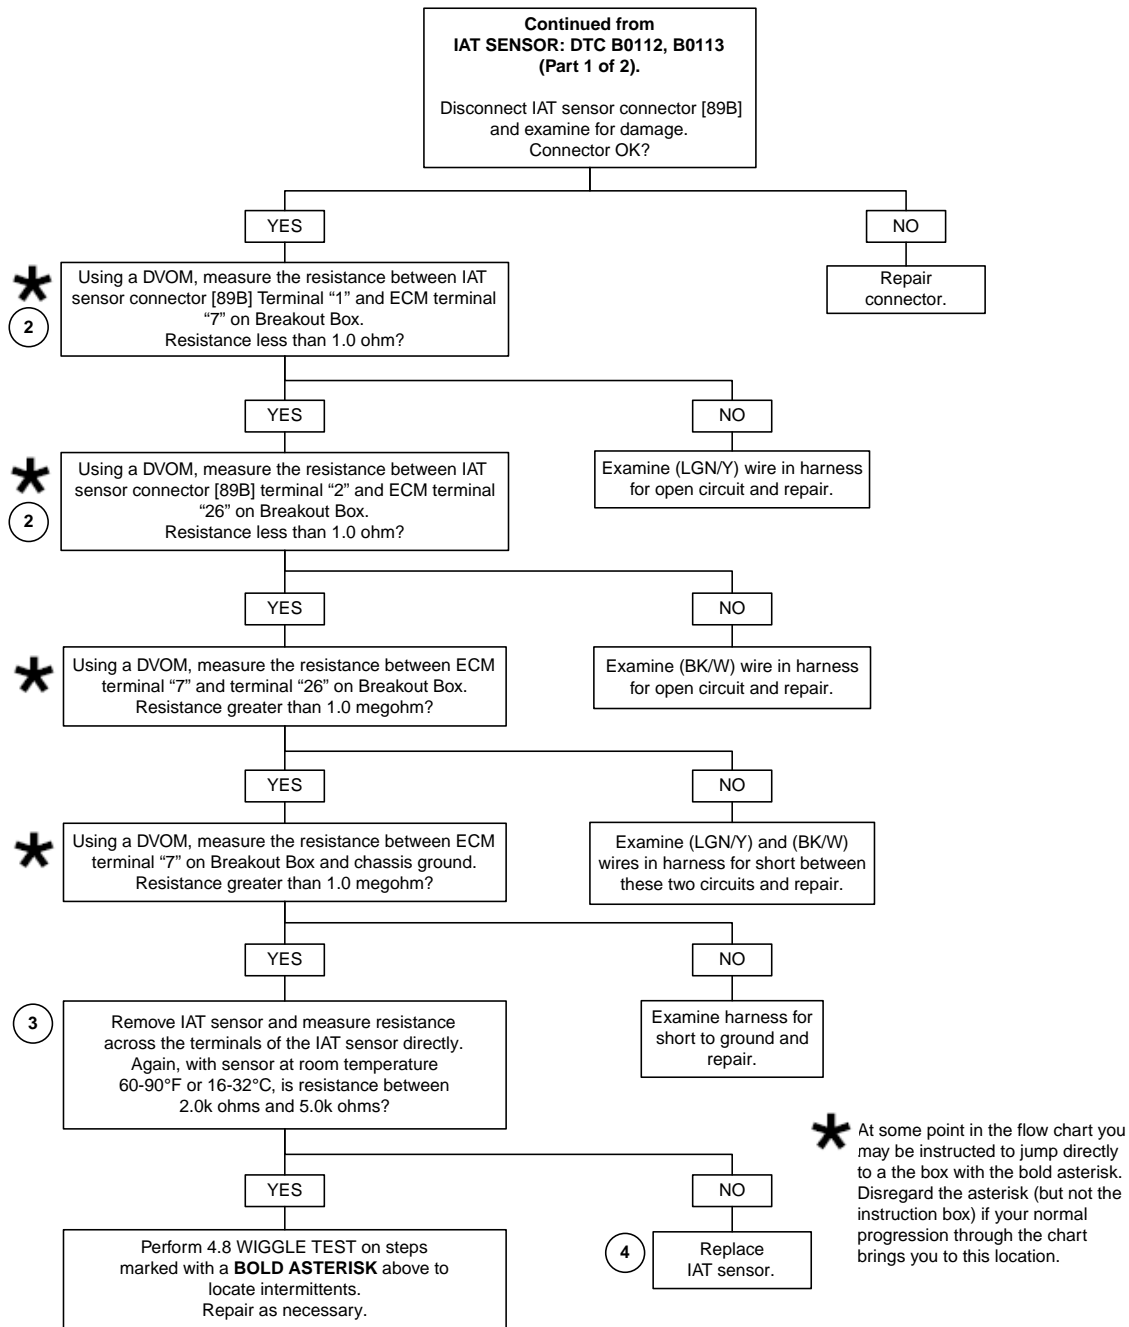 Continued from
IAT SENSOR: DTC B0112, B0113
(Part 1 of 2).
Disconnect IAT sensor connector [89B]
and examine for damage.
Connector OK?
YES
NO
Repair
connector.
2
Using a DVOM, measure the resistance between IAT
sensor connector [89B] Terminal “1” and ECM terminal
“7” on Breakout Box.
Resistance less than 1.0 ohm?
YES
NO
Examine (LGN/Y) wire in harness
for open circuit and repair.
2
Using a DVOM, measure the resistance between IAT
sensor connector [89B] terminal “2” and ECM terminal
“26” on Breakout Box.
Resistance less than 1.0 ohm?
YES
NO
Examine (BK/W) wire in harness
for open circuit and repair.
Using a DVOM, measure the resistance between ECM
terminal “7” and terminal “26” on Breakout Box.
Resistance greater than 1.0 megohm?
YES
NO
Examine (LGN/Y) and (BK/W)
wires in harness for short between
these two circuits and repair.
Using a DVOM, measure the resistance between ECM
terminal “7” on Breakout Box and chassis ground.
Resistance greater than 1.0 megohm?
YES
NO
Examine harness for
short to ground and
repair.
3
Remove IAT sensor and measure resistance
across the terminals of the IAT sensor directly.
Again, with sensor at room temperature
60-90°F or 16-32°C, is resistance between
2.0k ohms and 5.0k ohms?
YES
NO
4
Replace
IAT sensor.
Perform 4.8 WIGGLE TEST on steps
marked with a BOLD ASTERISK above to
locate intermittents.
Repair as necessary.
At some point in the flow chart you
may be instructed to jump directly
to a the box with the bold asterisk.
Disregard the asterisk (but not the
instruction box) if your normal
progression through the chart
brings you to this location.